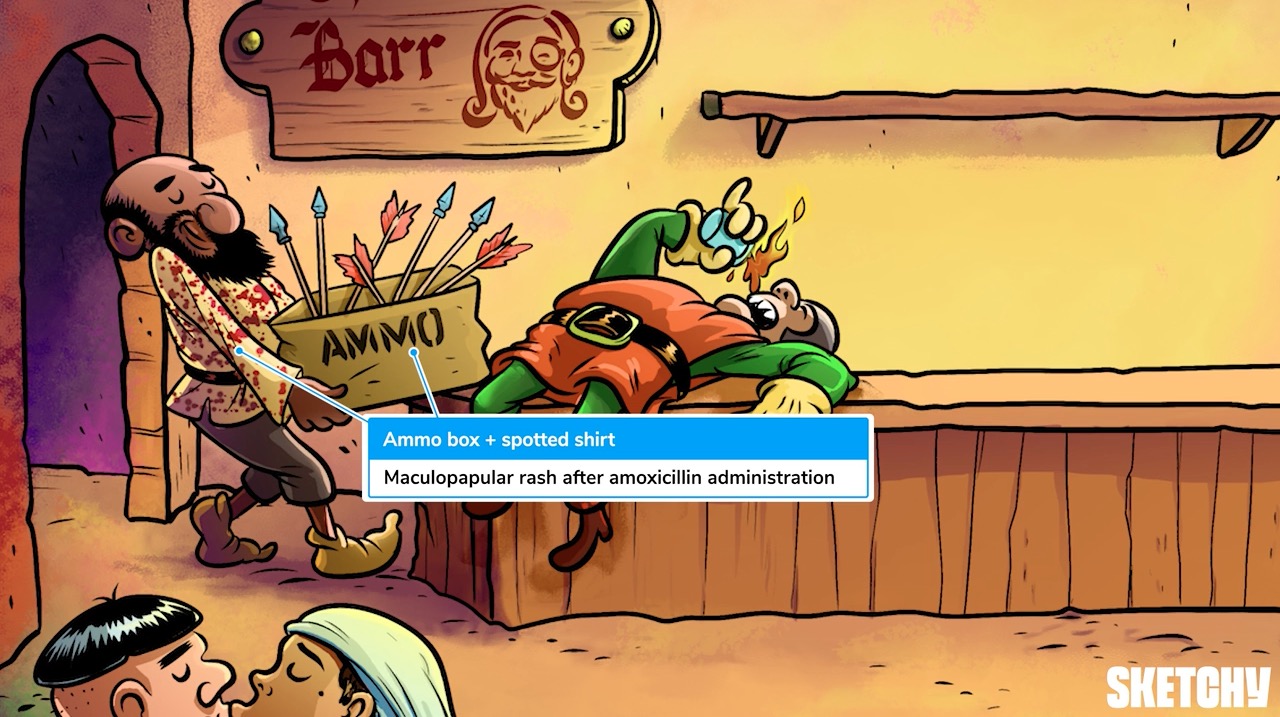 Barr
AMMO
Ammo box + spotted shirt
Maculopapular rash after amoxicillin administration
SKETCHY